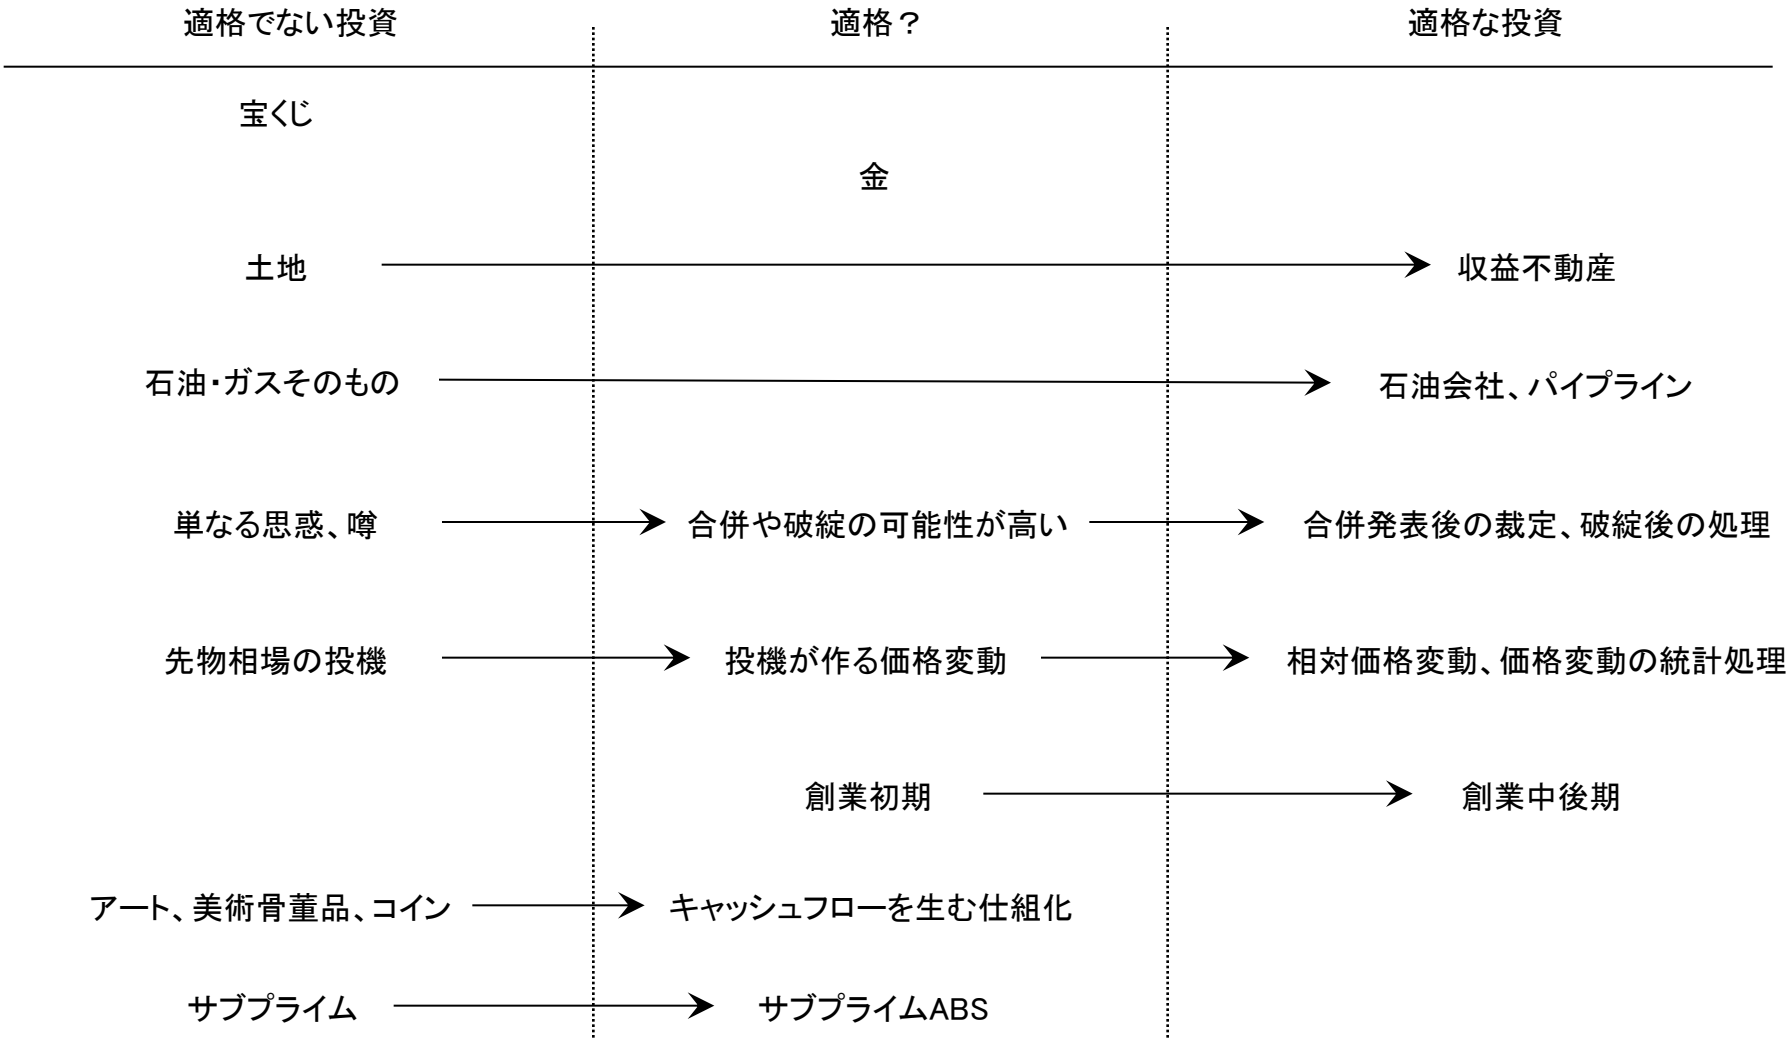 適格でない投資 適格？ 適格な投資
宝くじ
金
土地 収益不動産
石油・ガスそのもの 石油会社、パイプライン
単なる思惑、噂 合併や破綻の可能性が高い 合併発表後の裁定、破綻後の処理
先物相場の投機 投機が作る価格変動 相対価格変動、価格変動の統計処理
創業初期 創業中後期
アート、美術骨董品、コイン キャッシュフローを生む仕組化
サブプライム サブプライムABS